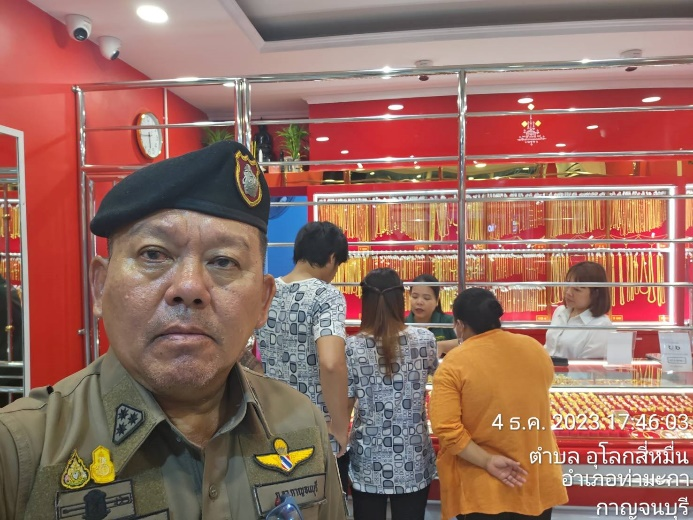 4 ธ.ค. 2023 17:46:03
ตำบล อุโลกสี่หมื่น
อำเภอท่ามะกา
กาญจนบุรี